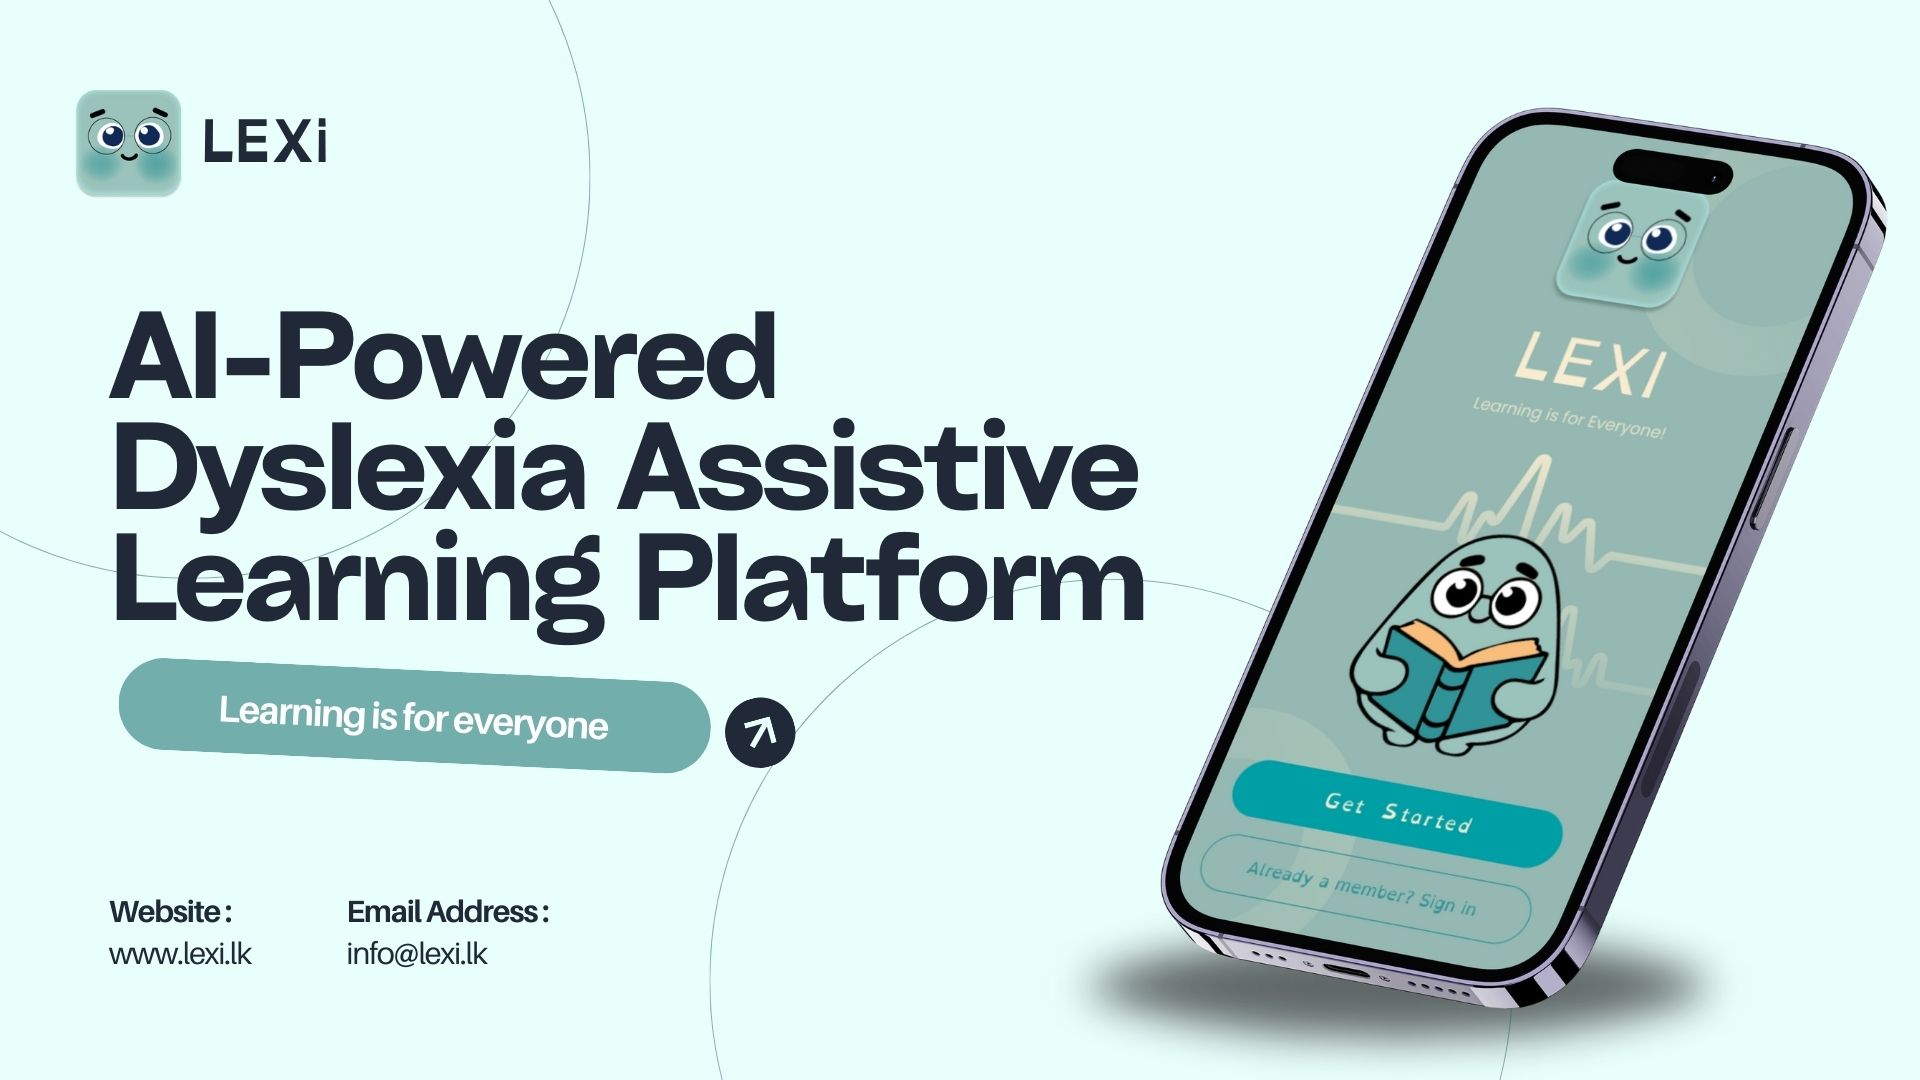 LEXi
AI-Powered
Dyslexia Assistive
Learning Platform
Learning is for everyone
Website :
www.lexi.lk
Email Address :
info@lexi.lk
LEXI
Learning is for Everyone!
Get Started
Already a member? Sign in